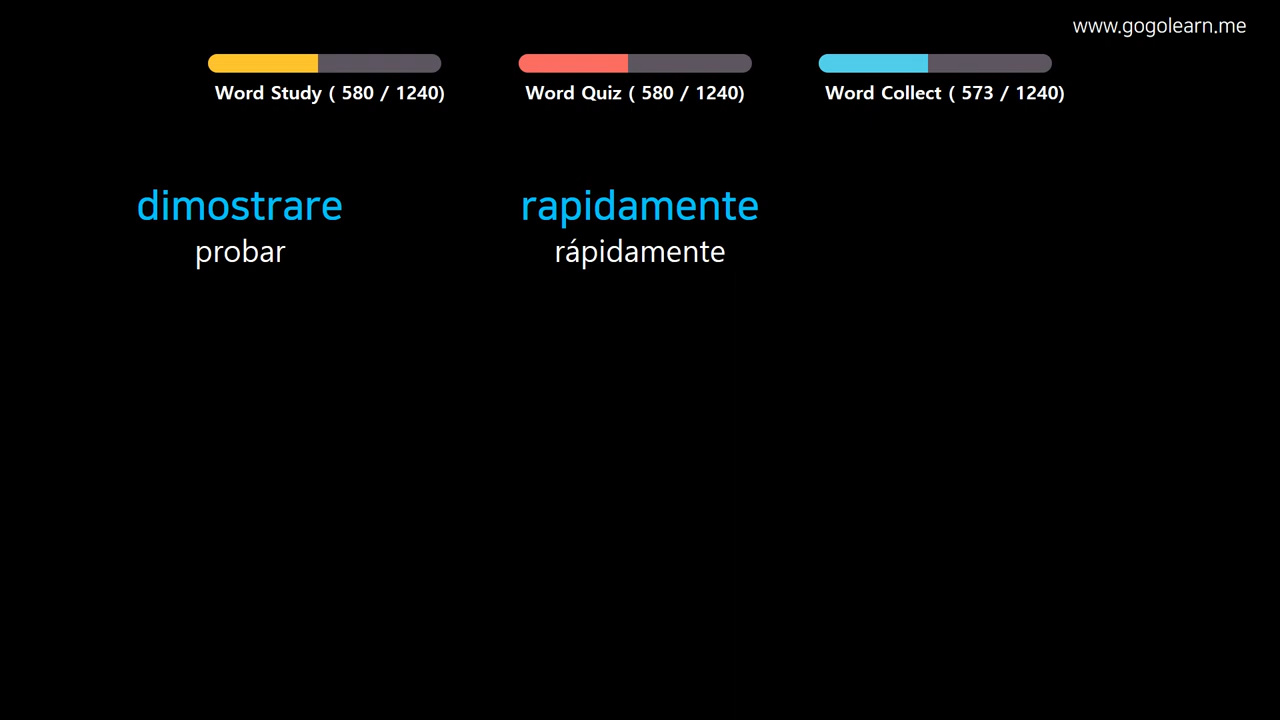 www.gogolearn.me
Word Study ( 580 / 1240)
Word Quiz ( 580 / 1240)
Word Collect ( 573 / 1240)
dimostrare
probar
rapidamente
rápidamente